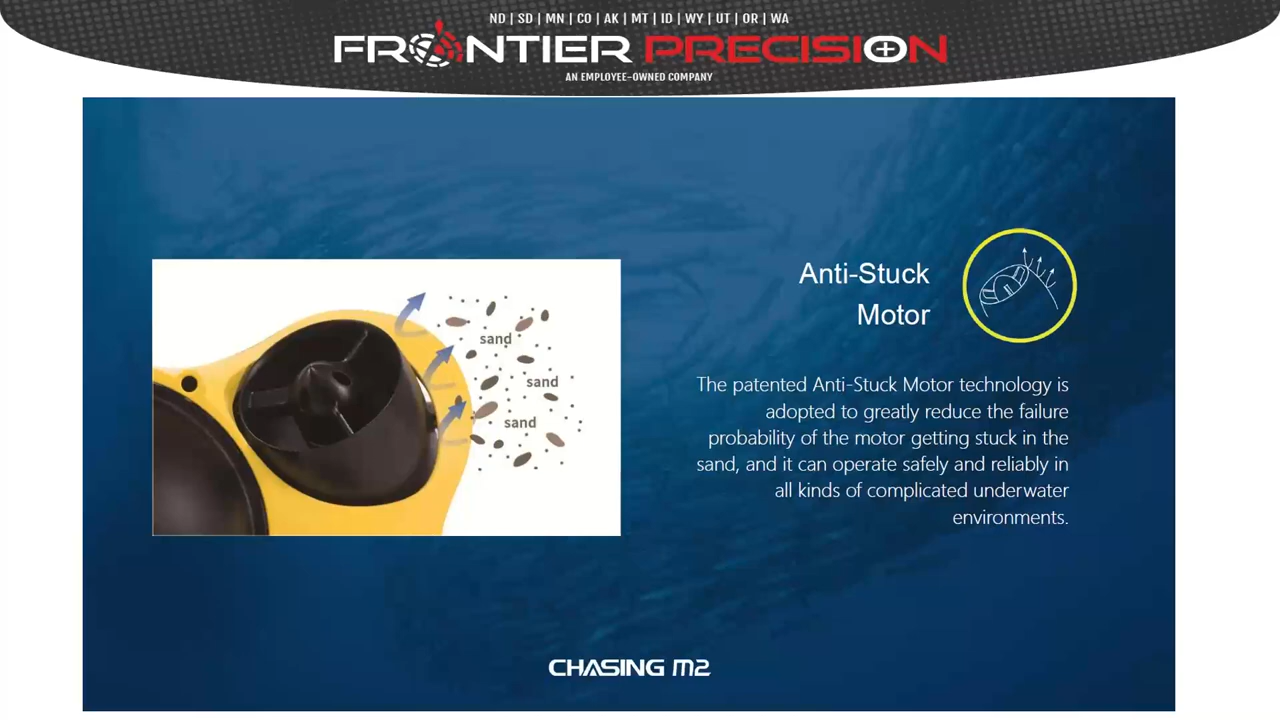 ND | SD | MN | CO | AK | MT | ID | WY | UT | OR | WA
FRONTIER PRECISION
AN EMPLOYEE-OWNED COMPANY
sand
sand
sand
Anti-Stuck
Motor
The patented Anti-Stuck Motor technology is
adopted to greatly reduce the failure
probability of the motor getting stuck in the
sand, and it can operate safely and reliably in
all kinds of complicated underwater
environments.
CHASING M2